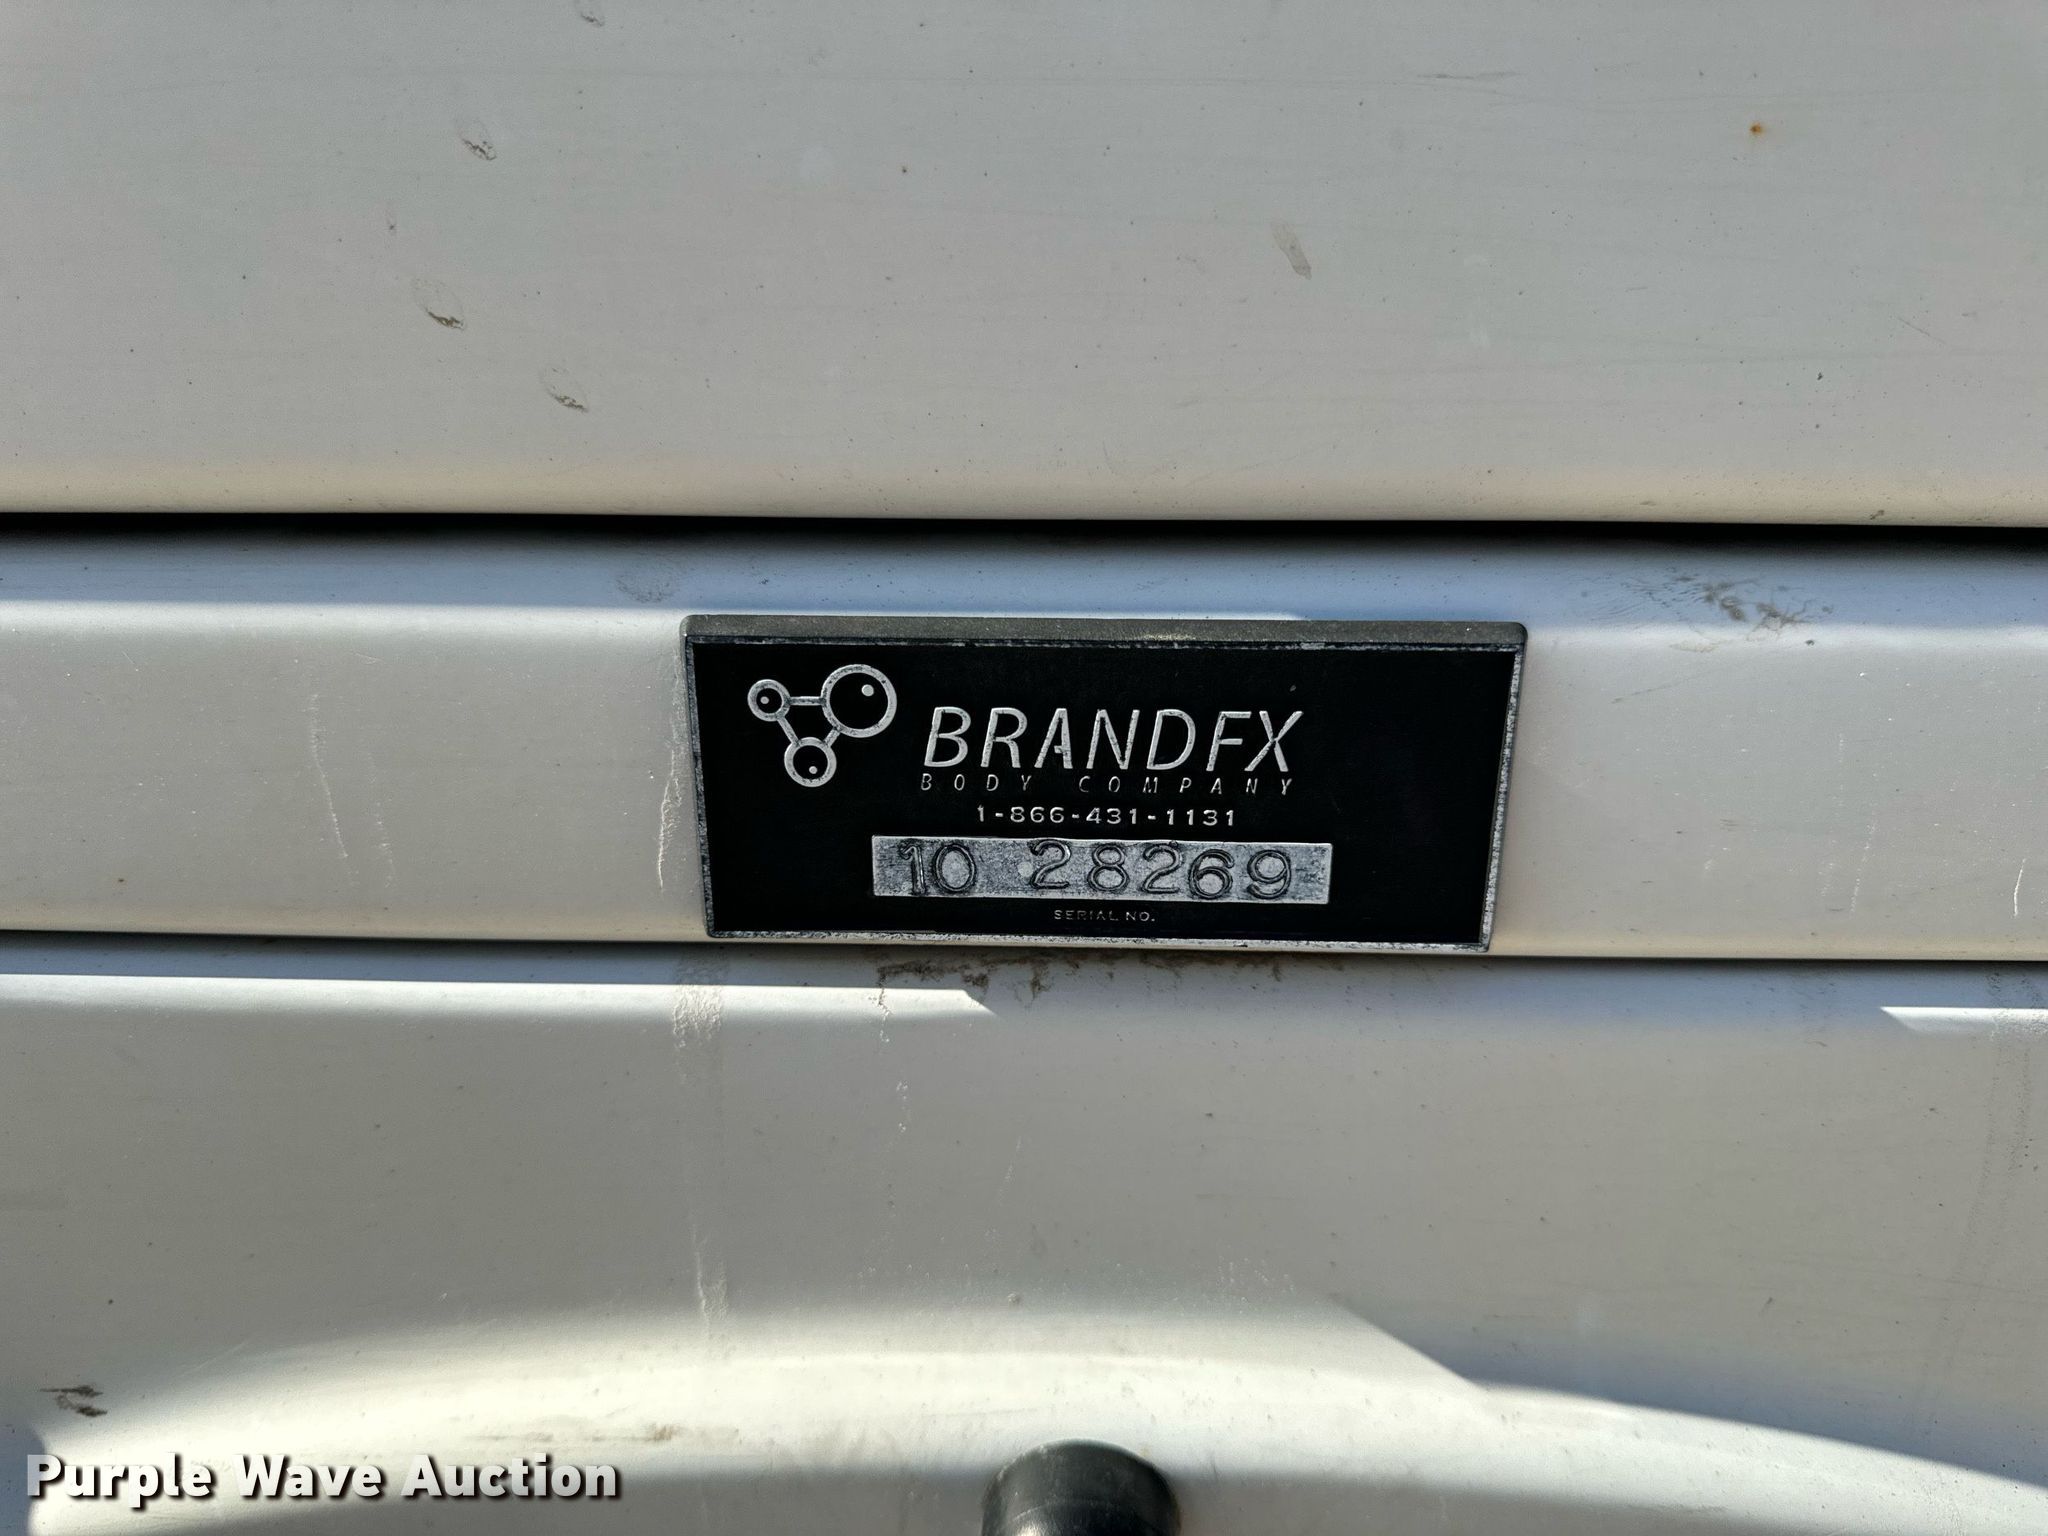 BRANDFX
BODY COMPANY
1-866-431-1131
10 28269
SERIAL NO.
Purple Wave Auction